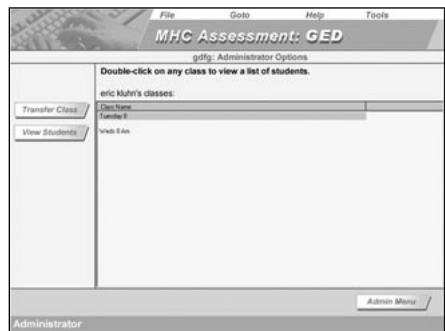 File Goto Help Tools
MHC Assessment: GED
gdfg: Administrator Options
Double-click on any class to view a list of students.
eric kluhn's classes:
Transfer Class
Class Name
Tuesday 8
View Students
Weds 8 Am
Admin Menu
Administrator